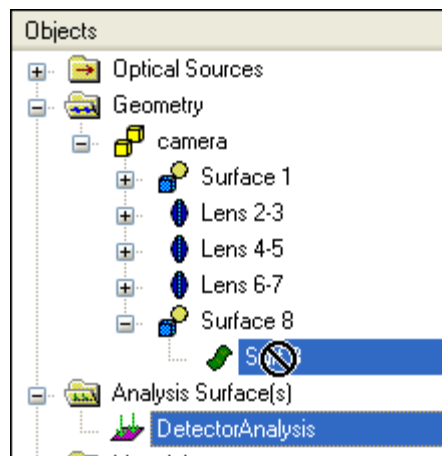 Objects
Optical Sources
Geometry
camera
Surface 1
Lens 2-3
Lens 4-5
Lens 6-7
Surface 8
Analysis Surface(s)
DetectorAnalysis